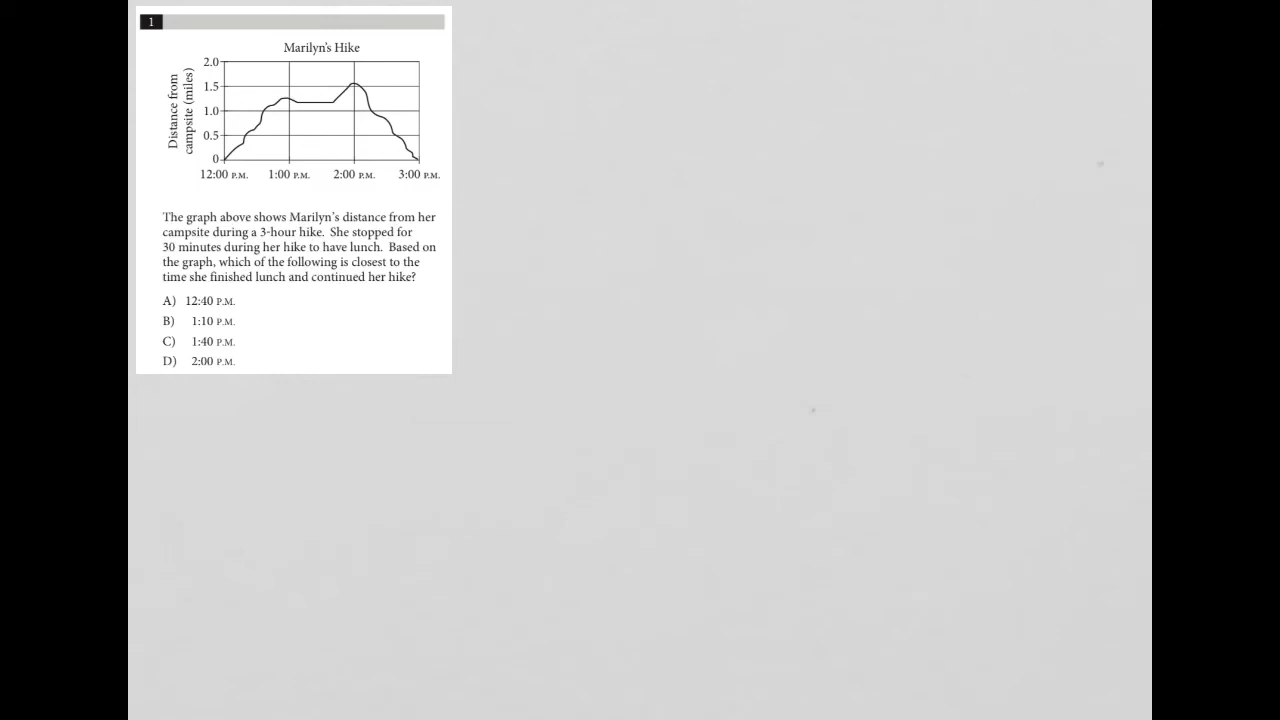 1
Marilyn's Hike
Distance from
campsite (miles)
2.0
1.5
1.0
0.5
0
12:00 P.M. 1:00 P.M. 2:00 P.M. 3:00 P.M.
The graph above shows Marilyn's distance from her
campsite during a 3-hour hike. She stopped for
30 minutes during her hike to have lunch. Based on
the graph, which of the following is closest to the
time she finished lunch and continued her hike?
A) 12:40 P.M.
B) 1:10 P.M.
C) 1:40 P.M.
D) 2:00 P.M.